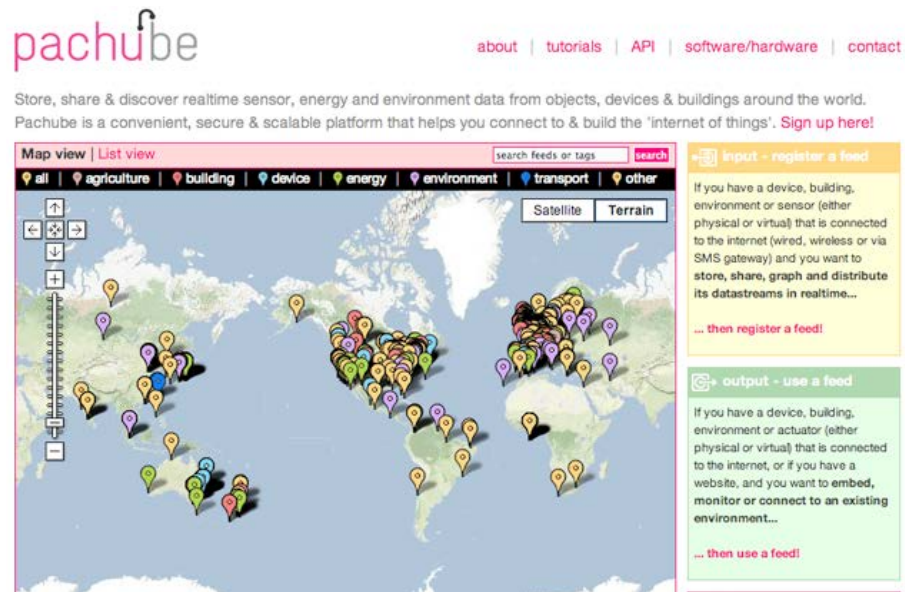 pachube
about | tutorials | API | software/hardware | contact
Store, share & discover realtime sensor, energy and environment data from objects, devices & buildings around the world.
Pachube is a convenient, secure & scalable platform that helps you connect to & build the 'internet of things'. Sign up here!
Map view | List view
search feeds or tags
search
all | agriculture | building | device | energy | environment | transport | other
Satellite
Terrain
input - register a feed
If you have a device, building,
environment or sensor (either
physical or virtual) that is connected
to the internet (wired, wireless or via
SMS gateway) and you want to
store, share, graph and distribute
its datastreams in realtime...
... then register a feed!
output - use a feed
If you have a device, building,
environment or actuator (either
physical or virtual) that is connected
to the internet, or if you have a
website, and you want to embed,
monitor or connect to an existing
environment...
... then use a feed!